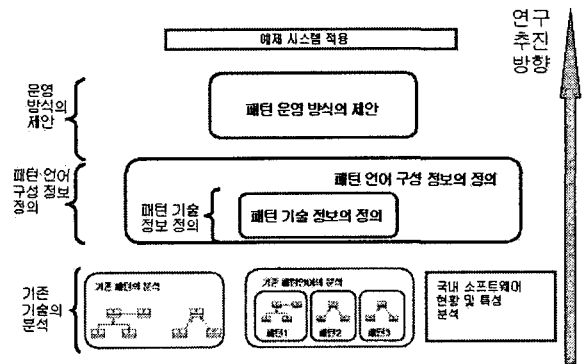 연구
추진
방향
예제 시스템 적용
운영
방식의
제안
패턴 운영 방식의 제안
패턴 언어
구성 정보
정의
패턴 언어 구성 정보의 정의
패턴 기술
정보 정의
패턴 기술 정보의 정의
기존
기술의
분석
기존 패턴의 분석
기존 패턴언어의 분석
패턴1
패턴2
패턴3
국내 소프트웨어
현황 및 특성
분석